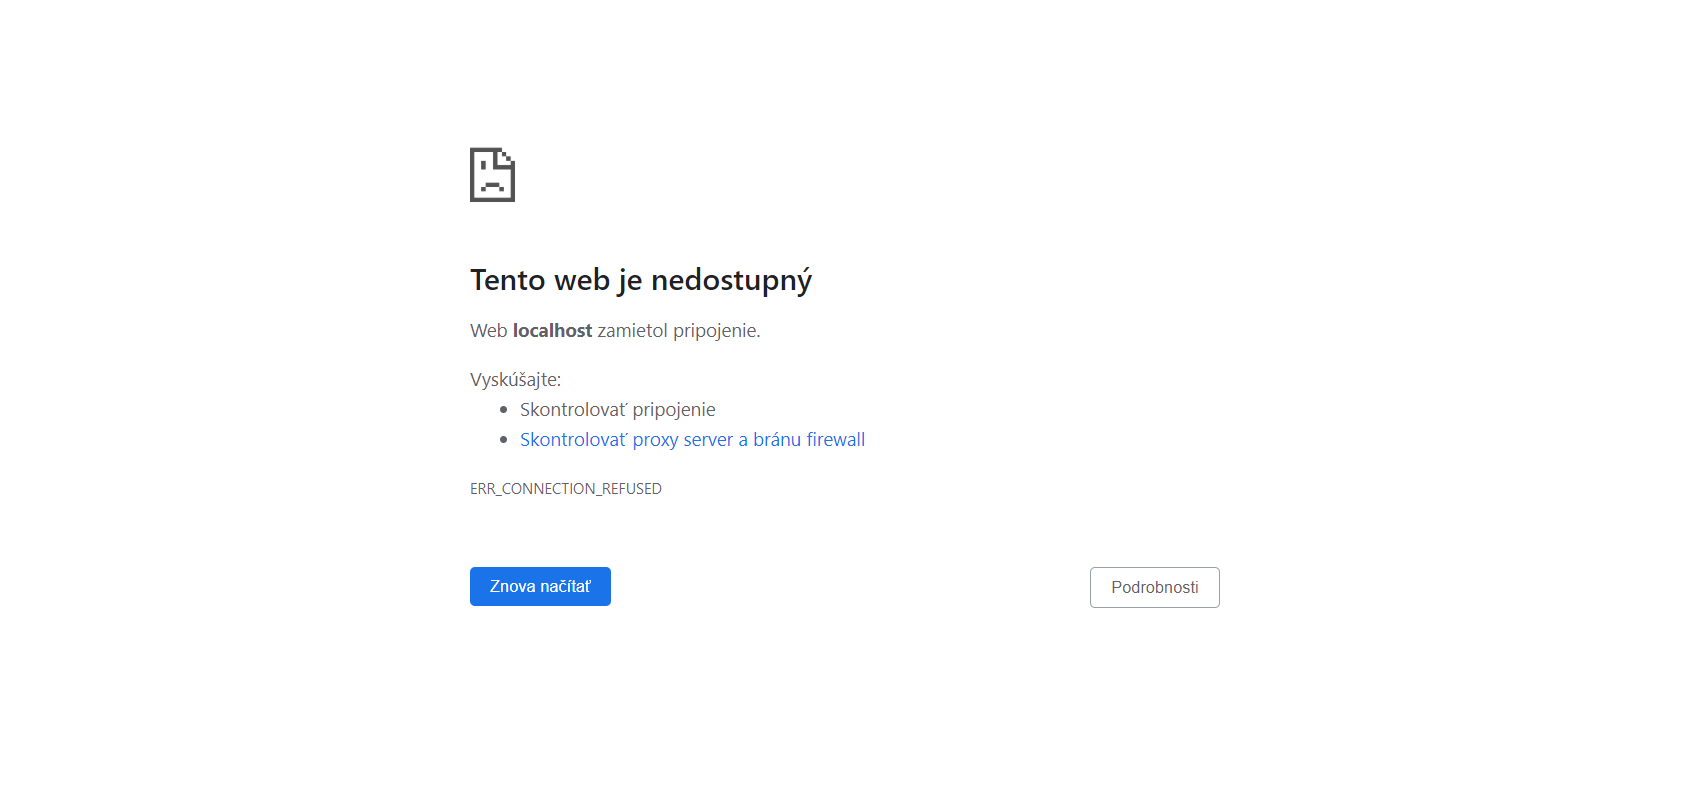 Tento web je nedostupný
Web localhost zamietol pripojenie.
Vyskúšajte:
Skontrolovať pripojenie
Skontrolovať proxy server a bránu firewall
ERR_CONNECTION_REFUSED
Znova načítať
Podrobnosti